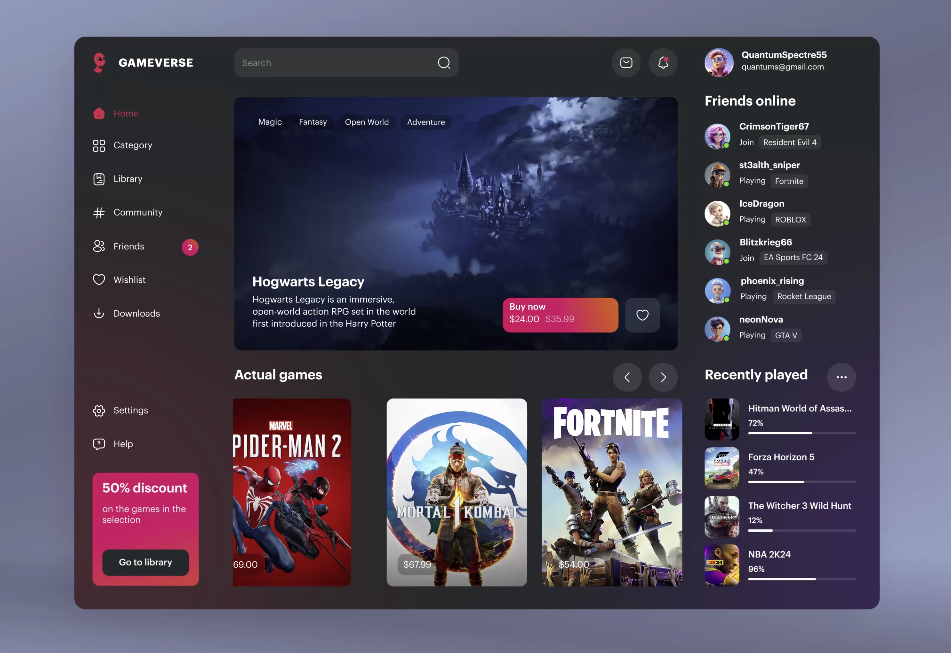 GAMEVERSE
Search
QuantumSpectre55
quantums@gmail.com
Home
Category
Library
Community
Friends
2
Wishlist
Downloads
Settings
Help
50% discount
on the games in the
selection
Go to library
Magic Fantasy Open World Adventure
Hogwarts Legacy
Hogwarts Legacy is an immersive,
open-world action RPG set in the world
first introduced in the Harry Potter
Buy now
$24.00 $35.99
Actual games
MARVEL
PIDER-MAN 2
69.00
MORTAL KOMBAT
1
$67.99
FORTNITE
$54.00
Friends online
CrimsonTiger67
Join Resident Evil 4
st3alth_sniper
Playing Fortnite
IceDragon
Playing ROBLOX
Blitzkrieg66
Join EA Sports FC 24
phoenix_rising
Playing Rocket League
neonNova
Playing GTA V
Recently played
...
Hitman World of Assas...
72%
Forza Horizon 5
47%
The Witcher 3 Wild Hunt
12%
NBA 2K24
96%